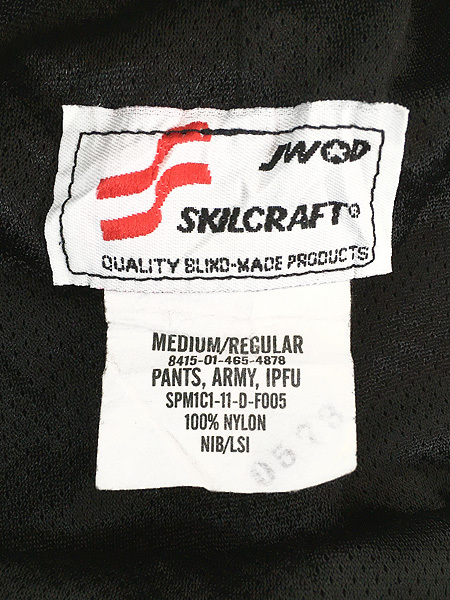 JWOD
SKILCRAFT®
QUALITY BLIND-MADE PRODUCTS
MEDIUM/REGULAR
8415-01-465-4878
PANTS, ARMY, IPFU
SPM1C1-11-D-F005
100% NYLON
NIB/LSI
0573